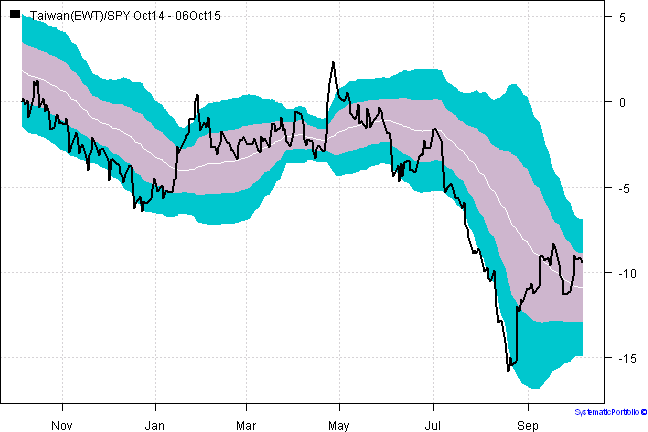 Taiwan(EWT)/SPY Oct14 - 06Oct15
5
0
-5
-10
-15
Nov Jan Mar May Jul Sep
SystematicPortfolio ©